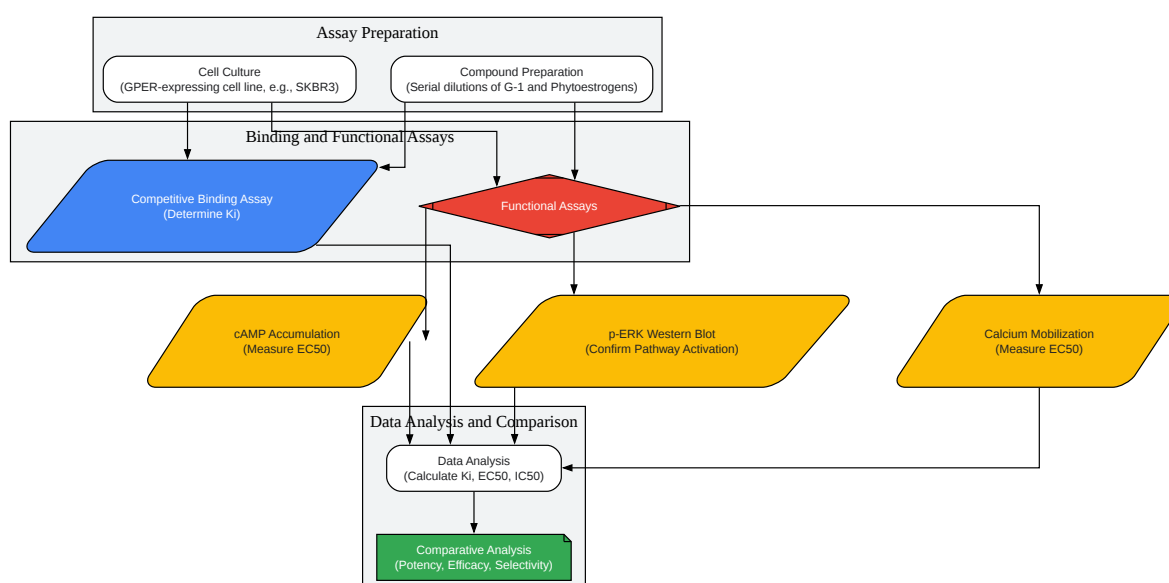 Assay Preparation
Cell Culture
(GPER-expressing cell line, e.g., SKBR3)
Compound Preparation
(Serial dilutions of G-1 and Phytoestrogens)
Binding and Functional Assays
Competitive Binding Assay
(Determine Ki)
Functional Assays
cAMP Accumulation
(Measure EC50)
p-ERK Western Blot
(Confirm Pathway Activation)
Calcium Mobilization
(Measure EC50)
Data Analysis and Comparison
Data Analysis
(Calculate Ki, EC50, IC50)
Comparative Analysis
(Potency, Efficacy, Selectivity)